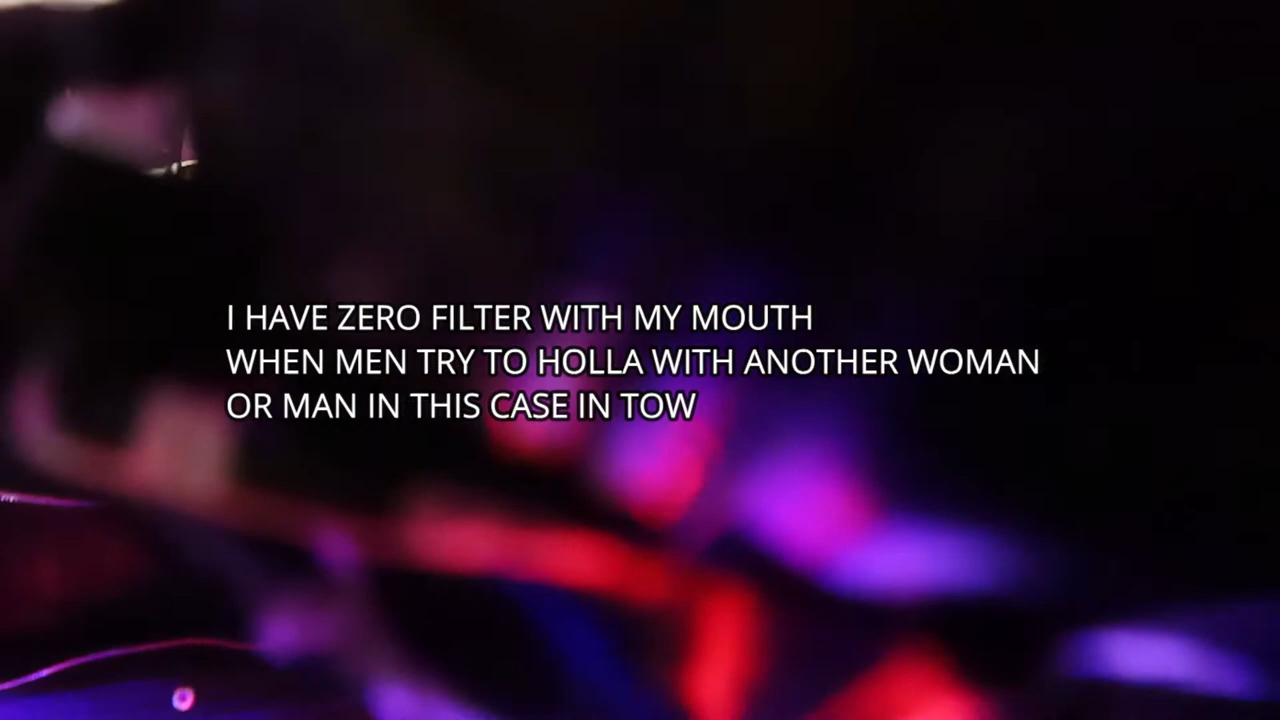 I HAVE ZERO FILTER WITH MY MOUTH
WHEN MEN TRY TO HOLLA WITH ANOTHER WOMAN
OR MAN IN THIS CASE IN TOW